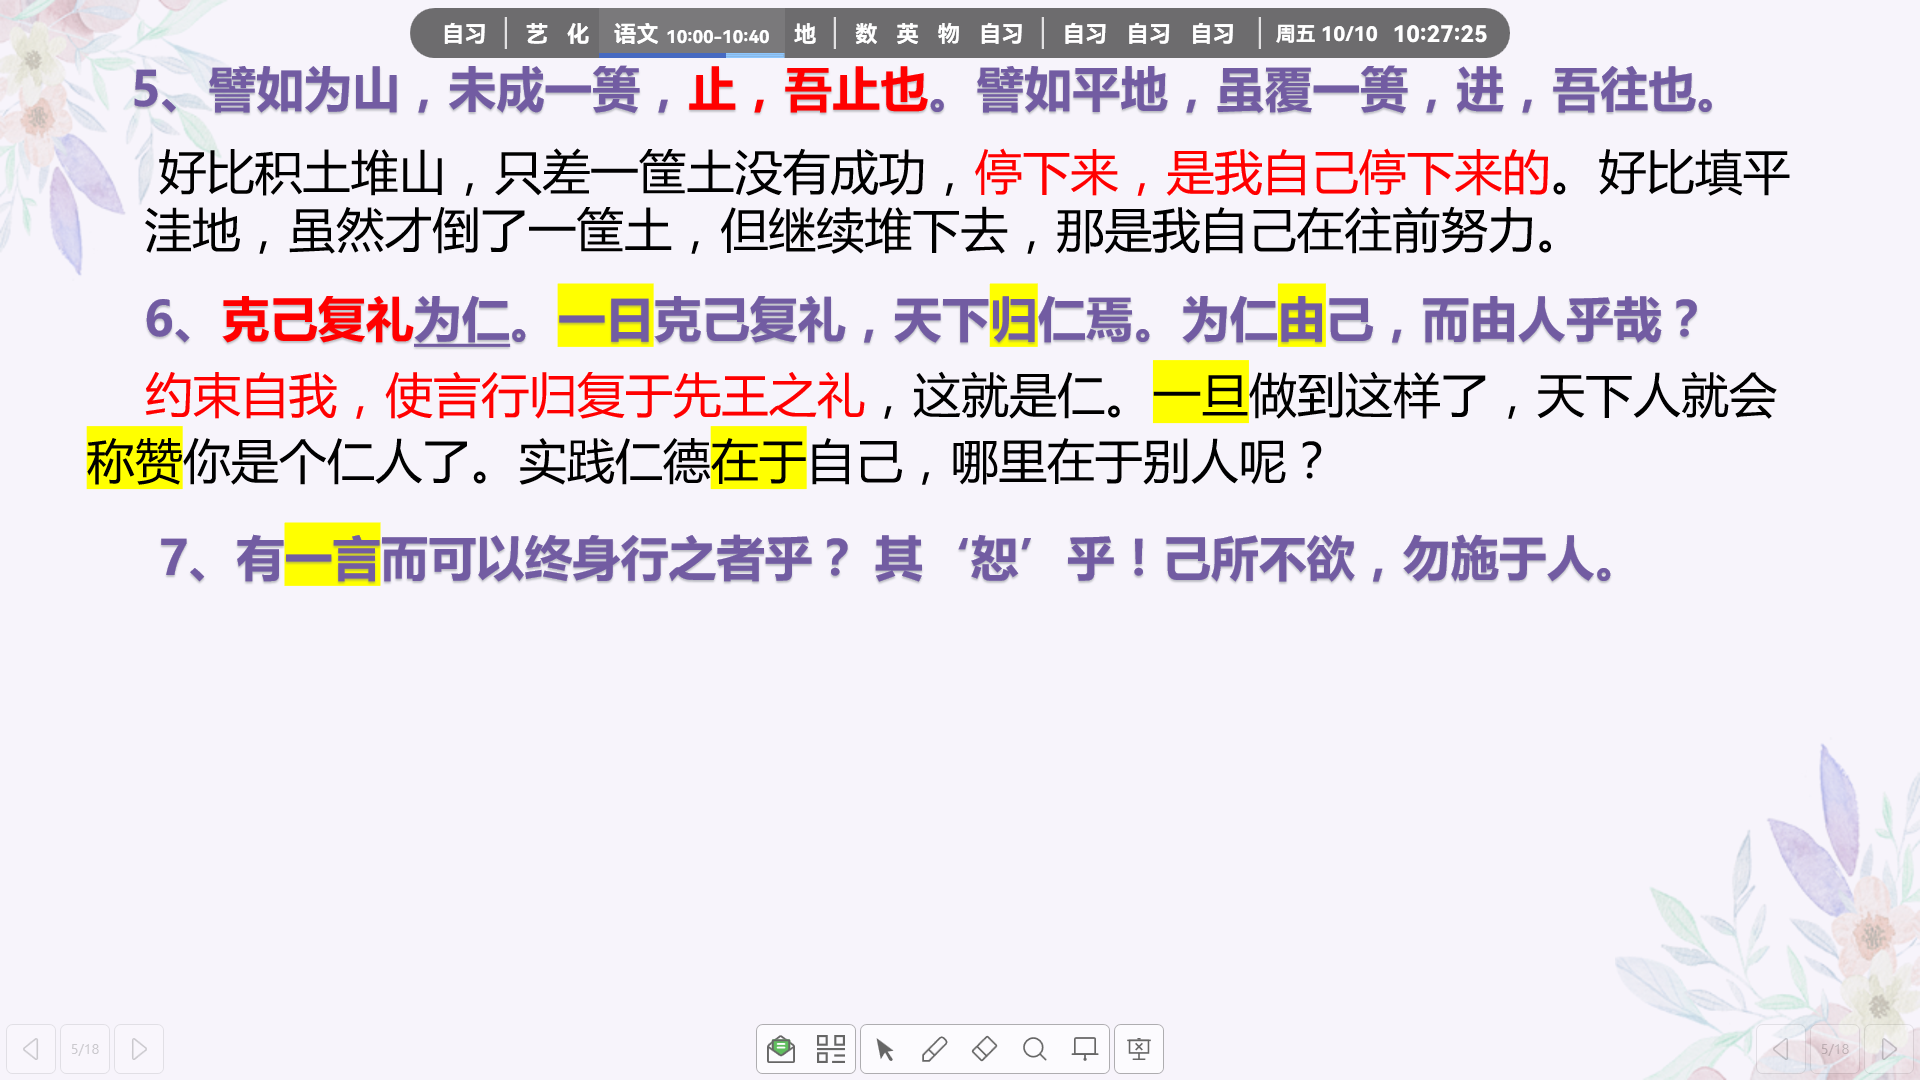 自习 | 艺 化 语文 10:00-10:40 地 | 数 英 物 自习 | 自习 自习 自习 | 周五 10/10 10:27:25
5、譬如为山，未成一篑，止，吾止也。譬如平地，虽覆一篑，进，吾往也。
好比积土堆山，只差一筐土没有成功，停下来，是我自己停下来的。好比填平
洼地，虽然才倒了一筐土，但继续堆下去，那是我自己在往前努力。
6、克己复礼为仁。一日克己复礼，天下归仁焉。为仁由己，而由人乎哉？
约束自我，使言行归复于先王之礼，这就是仁。一旦做到这样了，天下人就会
称赞你是个仁人了。实践仁德在于自己，哪里在于别人呢？
7、有一言而可以终身行之者乎？ 其‘恕’乎！己所不欲，勿施于人。
5/18
5/18